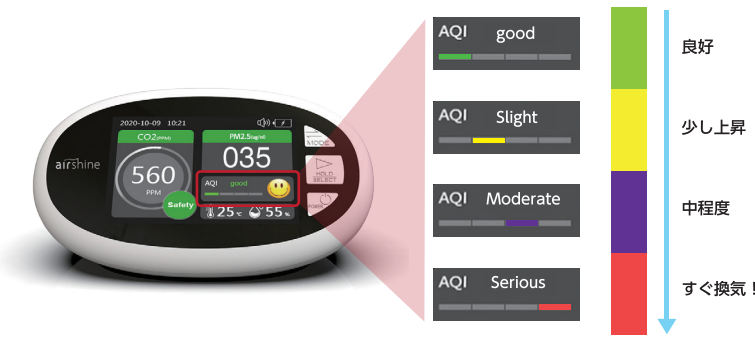 2020-10-09 10:21
CO2(PPM)
560
PPM
Safety
PM2.5(ug/m³)
035
AQI good
25℃
55%
airshine
MODE
HOLD
SELECT
POWER
AQI good
AQI Slight
AQI Moderate
AQI Serious
良好
少し上昇
中程度
すぐ換気！